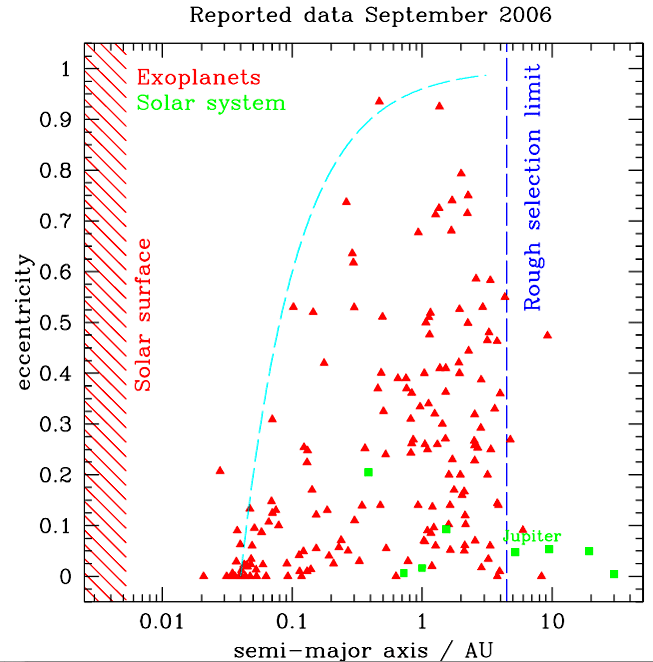 Reported data September 2006
Exoplanets
Solar system
Rough selection limit
Solar surface
Jupiter
eccentricity
1
0.9
0.8
0.7
0.6
0.5
0.4
0.3
0.2
0.1
0
0.01 0.1 1 10
semi-major axis / AU